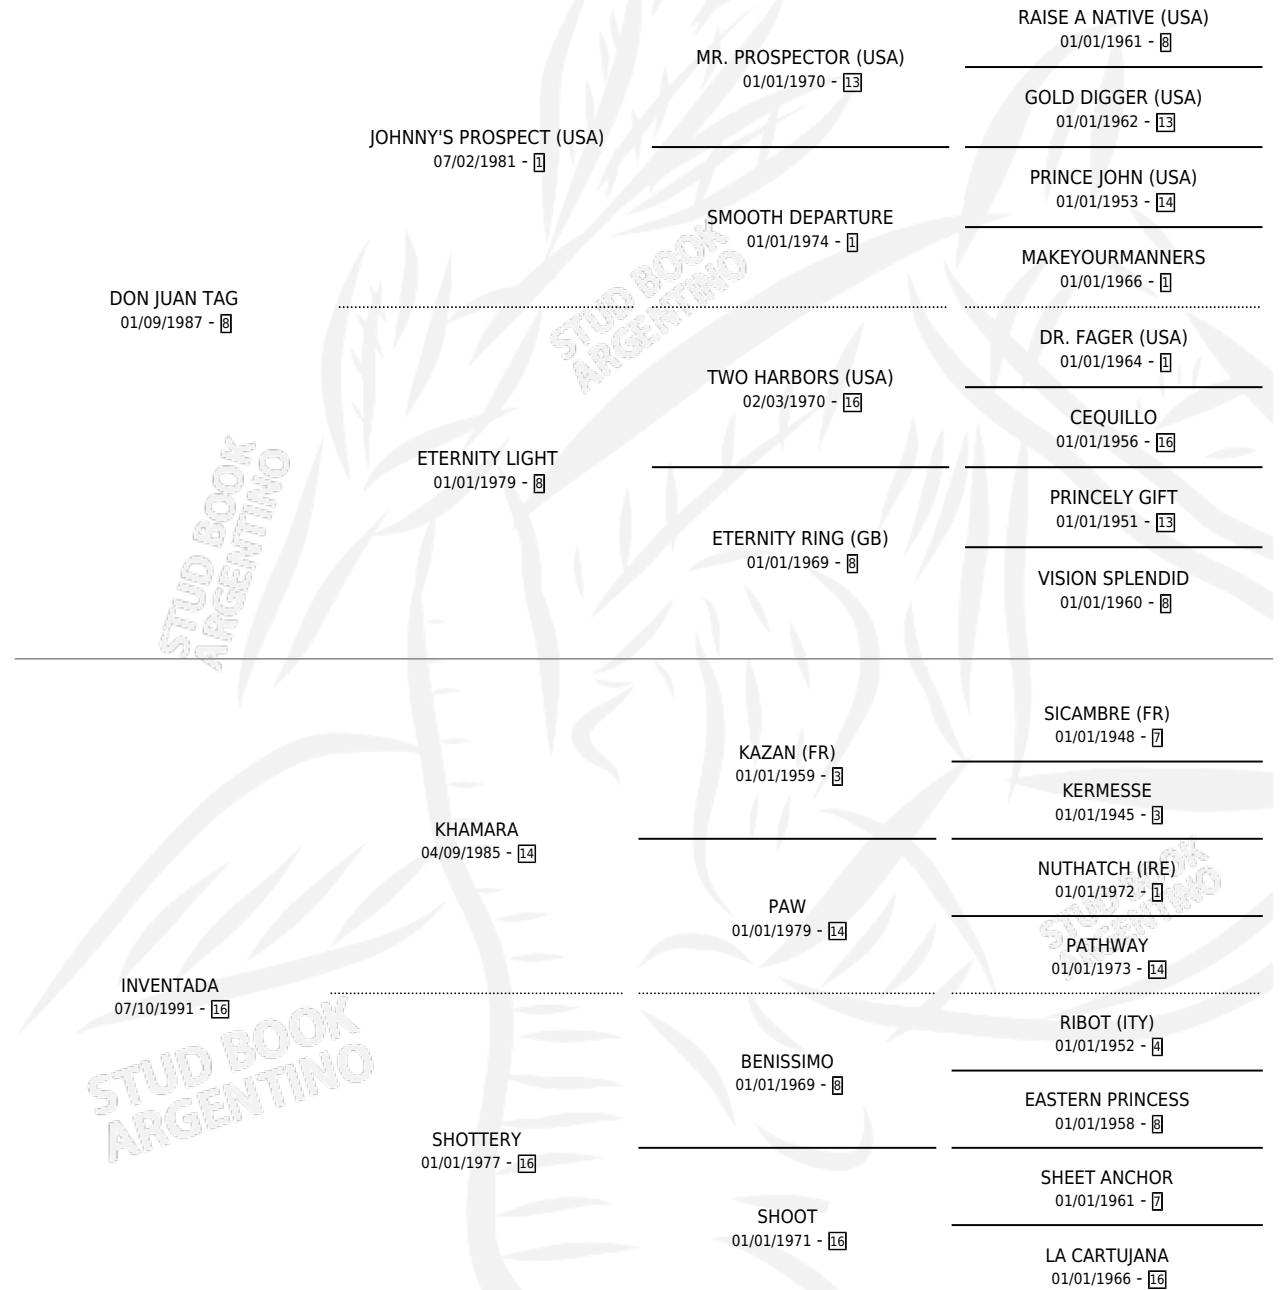 RAISE A NATIVE (USA)
01/01/1961 - 8
MR. PROSPECTOR (USA)
01/01/1970 - 13
GOLD DIGGER (USA)
01/01/1962 - 13
JOHNNY'S PROSPECT (USA)
07/02/1981 - 1
PRINCE JOHN (USA)
01/01/1953 - 14
SMOOTH DEPARTURE
01/01/1974 - 1
MAKEYOURMANNERS
01/01/1966 - 1
DON JUAN TAG
01/09/1987 - 8
DR. FAGER (USA)
01/01/1964 - 1
TWO HARBORS (USA)
02/03/1970 - 16
CEQUILLO
01/01/1956 - 16
ETERNITY LIGHT
01/01/1979 - 8
PRINCELY GIFT
01/01/1951 - 13
ETERNITY RING (GB)
01/01/1969 - 8
VISION SPLENDID
01/01/1960 - 8
SICAMBRE (FR)
01/01/1948 - 7
KAZAN (FR)
01/01/1959 - 3
KERMESSE
01/01/1945 - 3
KHAMARA
04/09/1985 - 14
NUTHATCH (IRE)
01/01/1972 - 1
PAW
01/01/1979 - 14
PATHWAY
01/01/1973 - 14
INVENTADA
07/10/1991 - 16
RIBOT (ITY)
01/01/1952 - 4
BENISSIMO
01/01/1969 - 8
EASTERN PRINCESS
01/01/1958 - 8
SHOTTERY
01/01/1977 - 16
SHEET ANCHOR
01/01/1961 - 7
SHOOT
01/01/1971 - 16
LA CARTUJANA
01/01/1966 - 16
STUD BOOK
ARGENTINO
STUD BOOK
ARGENTINO
STUD BOOK
ARGENTINO
STUD BOOK
ARGENTINO